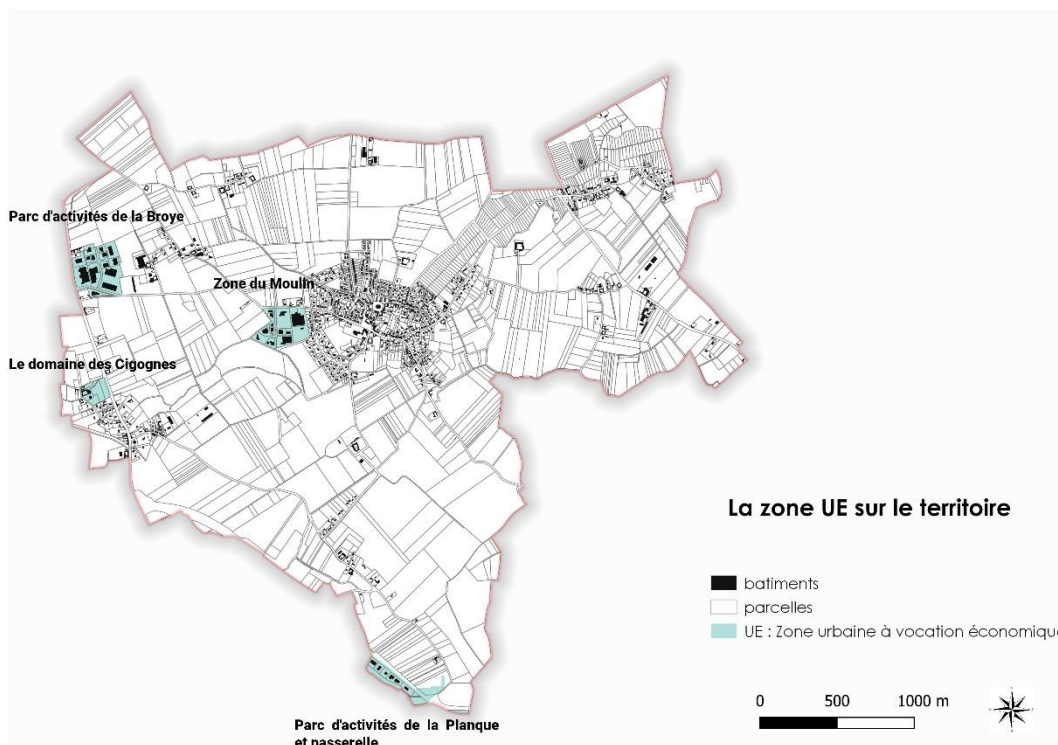 Parc d'activités de la Broye
Zone du Moulin
Le domaine des Cigognes
La zone UE sur le territoire
batiments
parcelles
UE : Zone urbaine à vocation économique
0 500 1000 m
Parc d'activités de la Planque
et passerelle